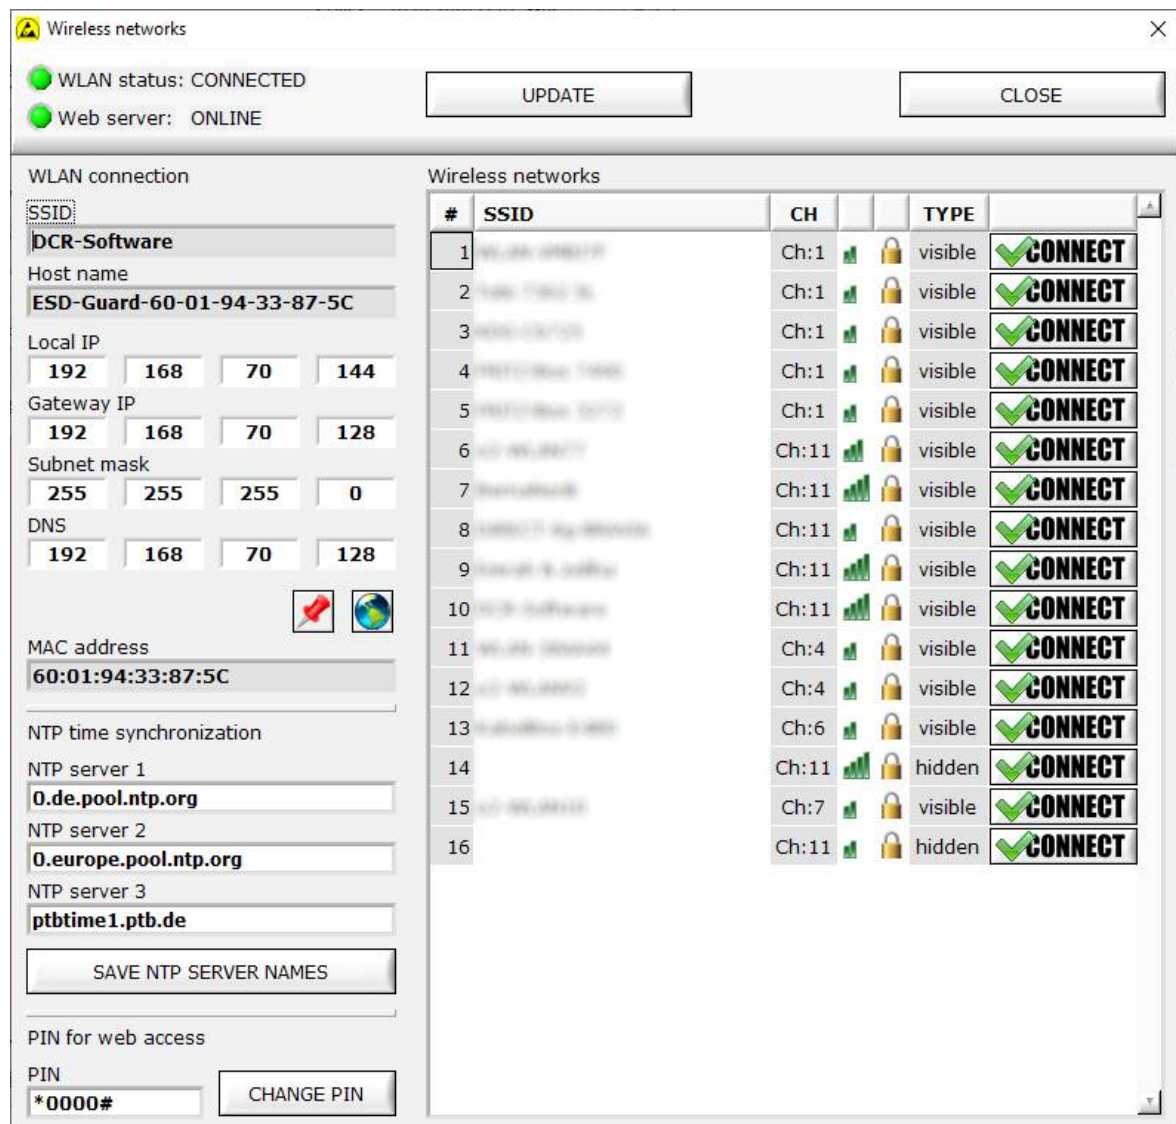 Wireless networks
WLAN status: CONNECTED
Web server: ONLINE
UPDATE
CLOSE
WLAN connection
SSID
DCR-Software
Host name
ESD-Guard-60-01-94-33-87-5C
Local IP
192 168 70 144
Gateway IP
192 168 70 128
Subnet mask
255 255 255 0
DNS
192 168 70 128
MAC address
60:01:94:33:87:5C
NTP time synchronization
NTP server 1
0.de.pool.ntp.org
NTP server 2
0.europe.pool.ntp.org
NTP server 3
ptbtime1.ptb.de
SAVE NTP SERVER NAMES
PIN for web access
PIN
*0000#
CHANGE PIN
Wireless networks
# SSID CH TYPE
1 Ch:1 visible CONNECT
2 Ch:1 visible CONNECT
3 Ch:1 visible CONNECT
4 Ch:1 visible CONNECT
5 Ch:1 visible CONNECT
6 Ch:11 visible CONNECT
7 Ch:11 visible CONNECT
8 Ch:11 visible CONNECT
9 Ch:11 visible CONNECT
10 Ch:11 visible CONNECT
11 Ch:4 visible CONNECT
12 Ch:4 visible CONNECT
13 Ch:6 visible CONNECT
14 Ch:11 hidden CONNECT
15 Ch:7 visible CONNECT
16 Ch:11 hidden CONNECT